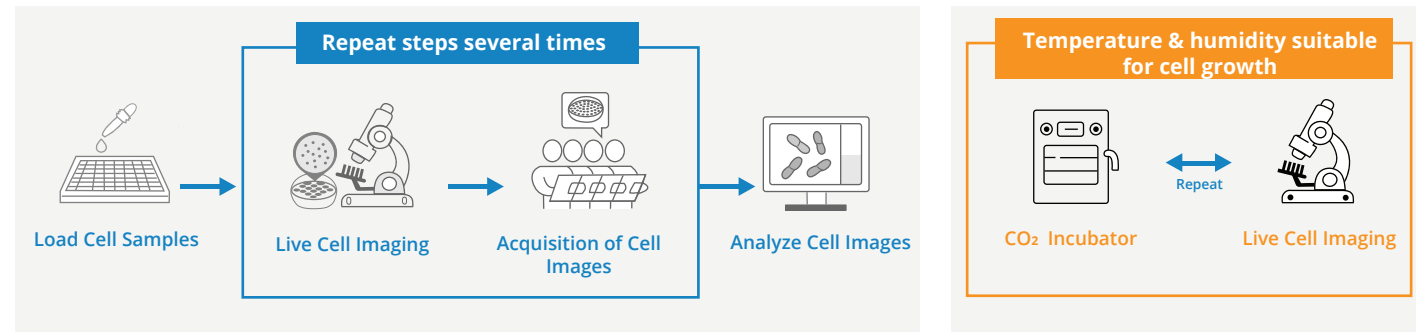 Repeat steps several times
Load Cell Samples
Live Cell Imaging
Acquisition of Cell
Images
Analyze Cell Images
Temperature & humidity suitable
for cell growth
Repeat
CO₂ Incubator
Live Cell Imaging